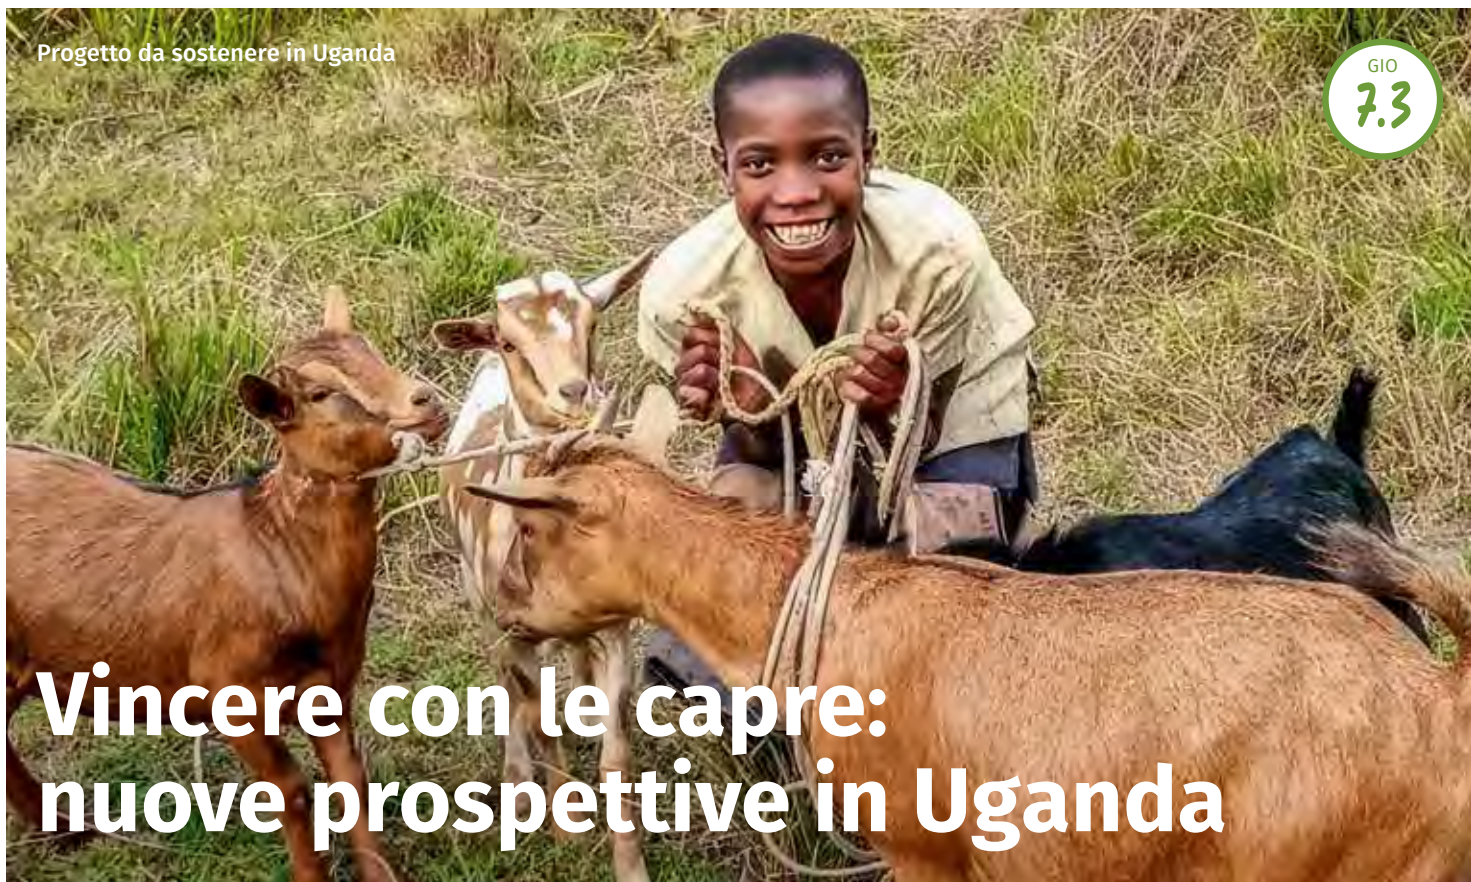 Progetto da sostenere in Uganda
GIO
7.3
Vincere con le capre:
nuove prospettive in Uganda